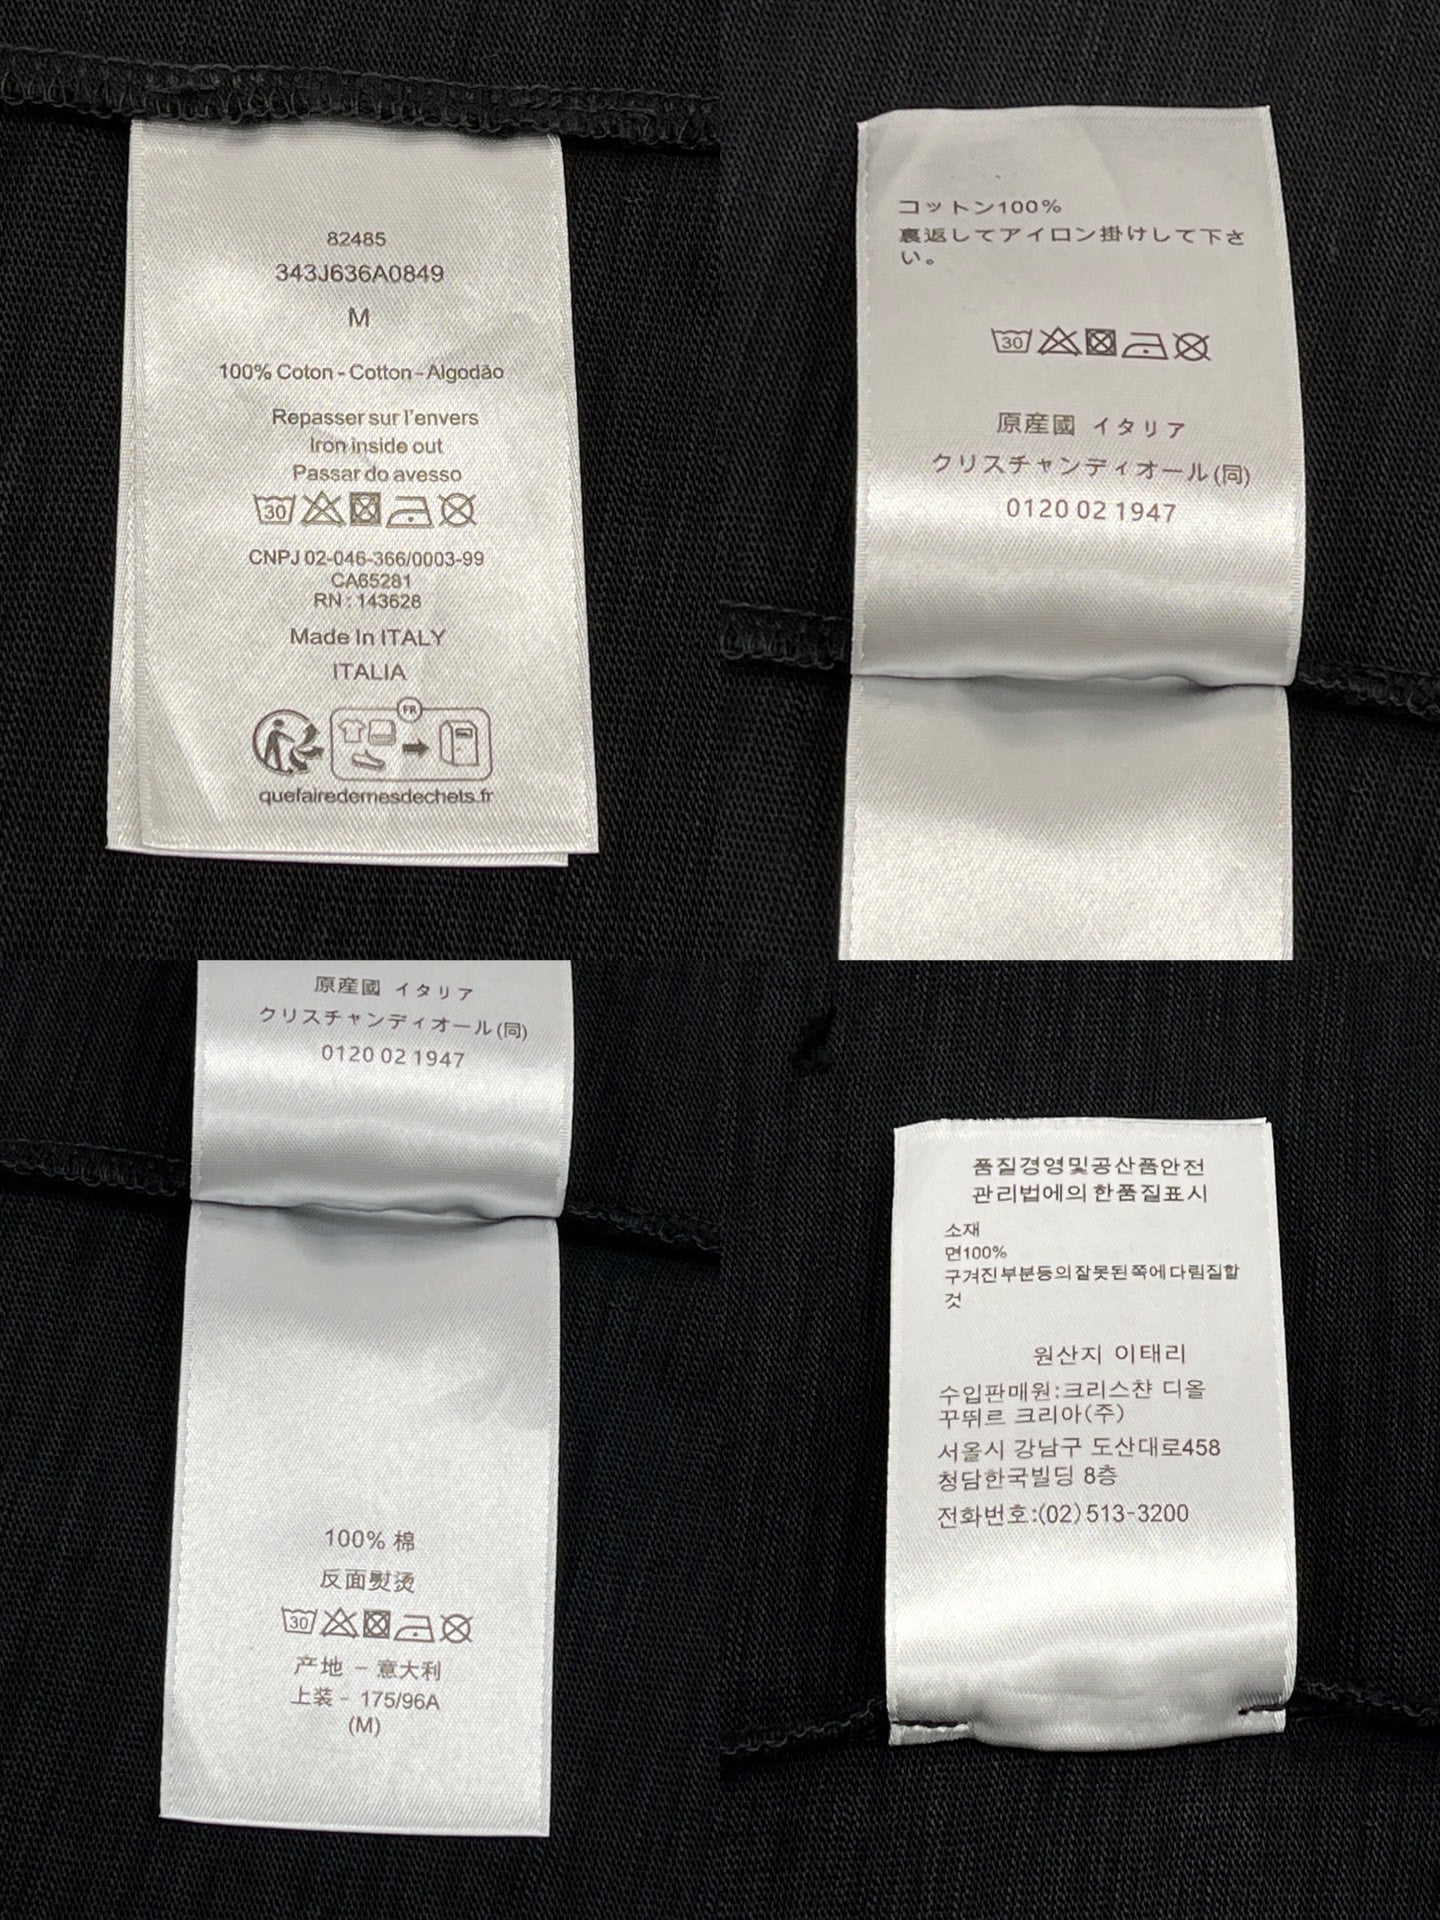 82485
343J636A0849
M
100% Coton - Cotton - Algodão
Repasser sur l'envers
Iron inside out
Passar do avesso
30
CNPJ 02-046-366/0003-99
CA65281
RN : 143628
Made In ITALY
ITALIA
FR
quefairedemesdechets.fr
コットン100%
裏返してアイロン掛けして下さ
い。
30
原産國 イタリア
クリスチャンディオール(同)
0120 02 1947
原産國 イタリア
クリスチャンディオール(同)
0120 02 1947
100% 棉
反面熨烫
30
产地 - 意大利
上装 - 175/96A
(M)
품질경영및공산품안전
관리법에의한품질표시
소재
면100%
구겨진부분등의잘못된쪽에다림질할
것
원산지 이태리
수입판매원:크리스챤 디올
꾸뛰르 크리아(주)
서울시 강남구 도산대로458
청담한국빌딩 8층
전화번호:(02)513-3200